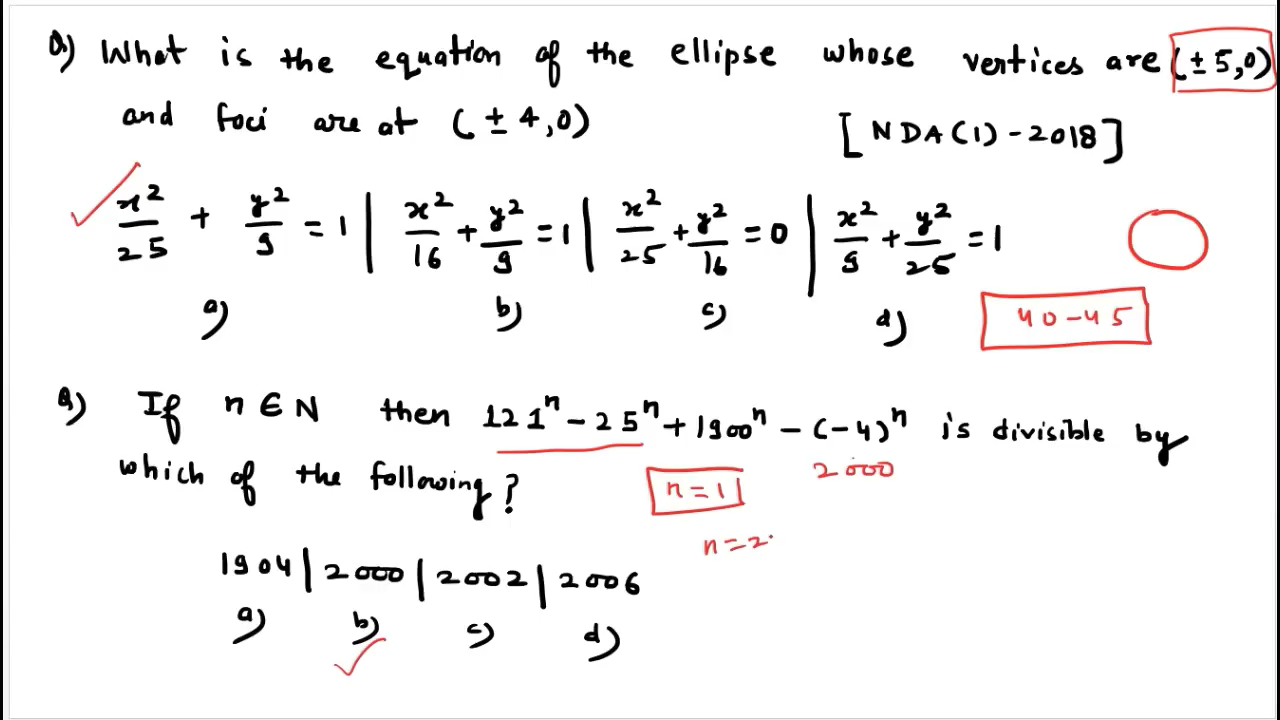 Q) What is the equation of the ellipse whose vertices are (± 5,0)
and foci are at (± 4,0) [NDA(1) - 2018]
x²/25 + y²/9 = 1 | x²/16 + y²/9 = 1 | x²/25 + y²/16 = 0 | x²/9 + y²/25 = 1
a) b) c) d)
40-45
Q) If n ∈ N then 121ⁿ - 25ⁿ + 1900ⁿ - (-4)ⁿ is divisible by
2000
which of the following?
n=1
n=2
1904 | 2000 | 2002 | 2006
a) b) c) d)